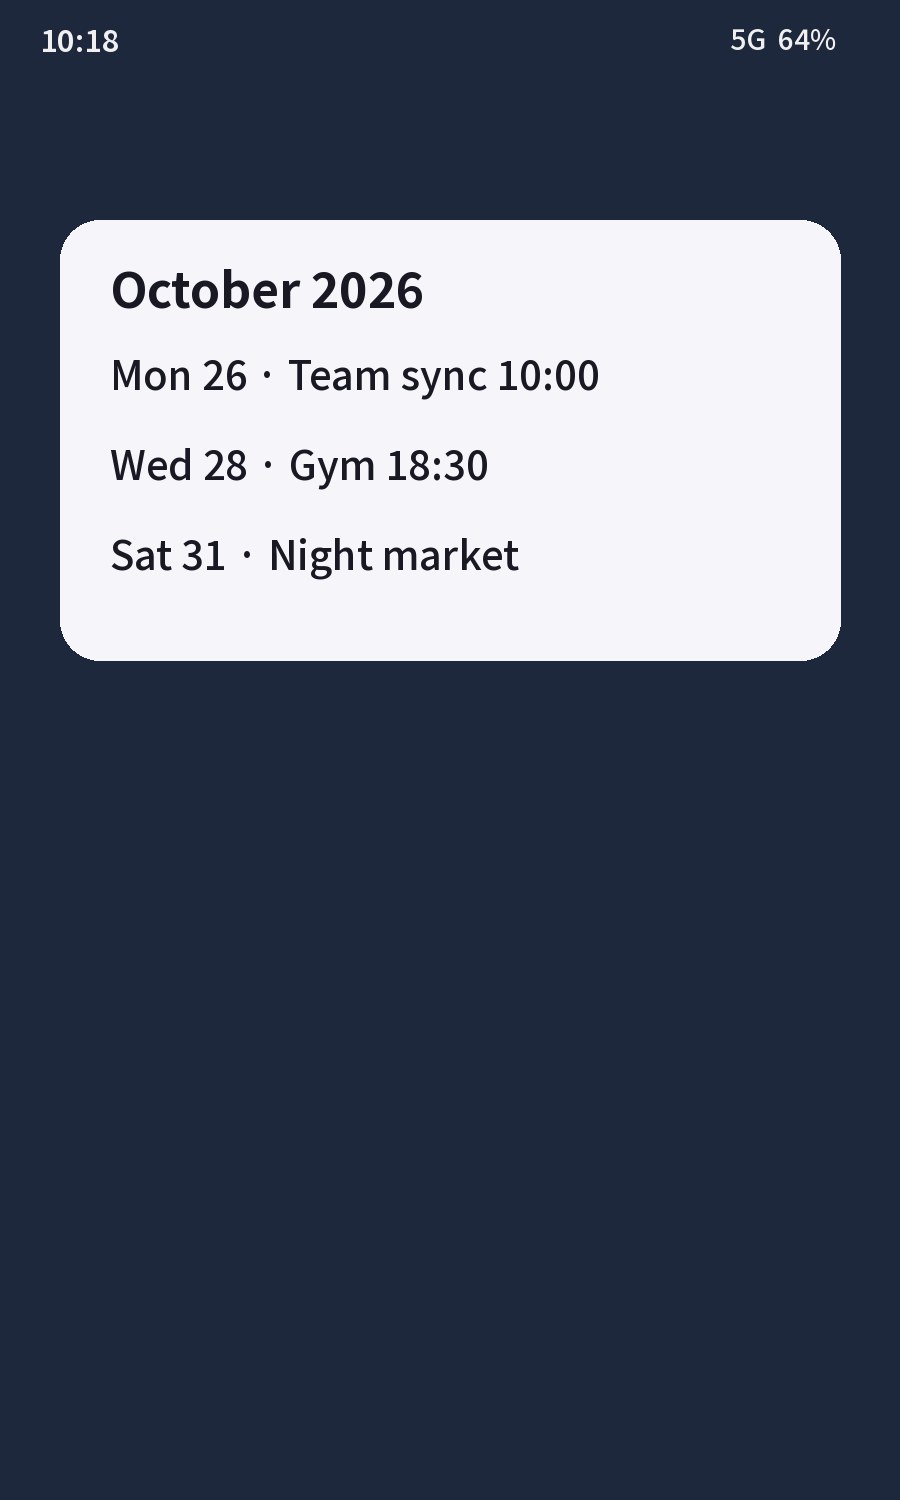 10:18 5G 64%
October 2026
Mon 26 · Team sync 10:00
Wed 28 · Gym 18:30
Sat 31 · Night market